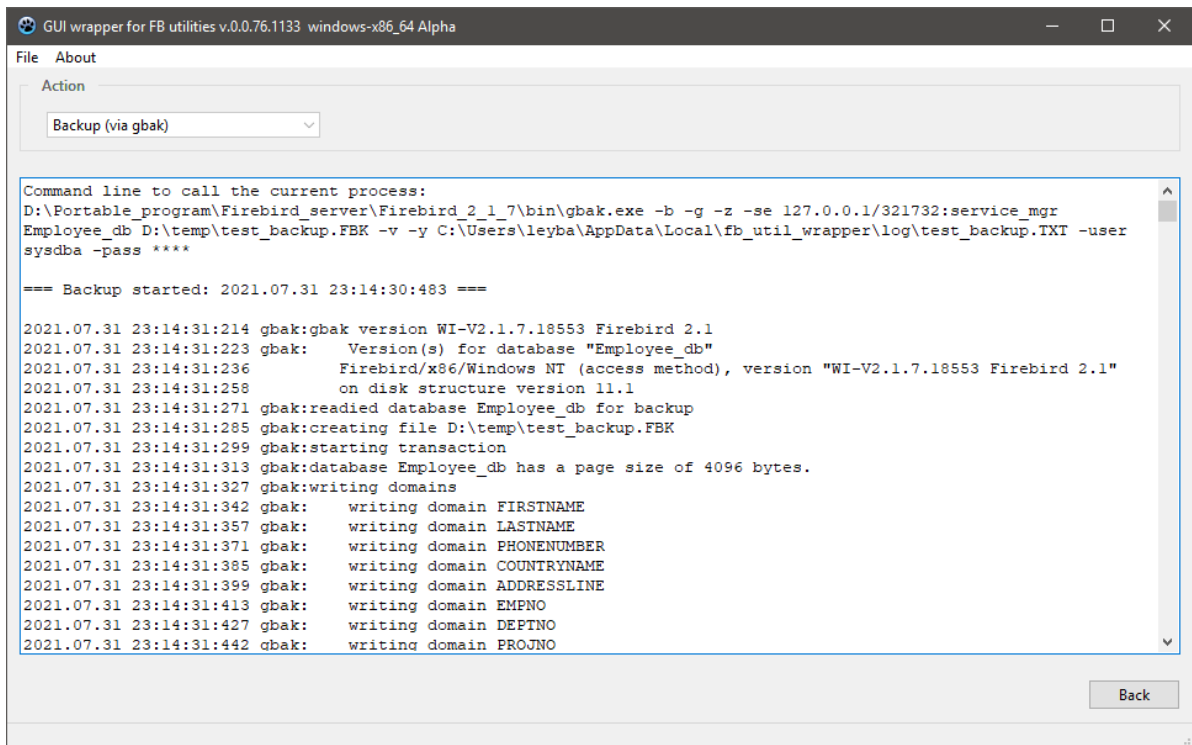 GUI wrapper for FB utilities v.0.0.76.1133 windows-x86_64 Alpha
File About
Action
Backup (via gbak)
Command line to call the current process:
D:\Portable_program\Firebird_server\Firebird_2_1_7\bin\gbak.exe -b -g -z -se 127.0.0.1/321732:service_mgr
Employee_db D:\temp\test_backup.FBK -v -y C:\Users\leyba\AppData\Local\fb_util_wrapper\log\test_backup.TXT -user
sysdba -pass ****
=== Backup started: 2021.07.31 23:14:30:483 ===
2021.07.31 23:14:31:214 gbak:gbak version WI-V2.1.7.18553 Firebird 2.1
2021.07.31 23:14:31:223 gbak:    Version(s) for database "Employee_db"
2021.07.31 23:14:31:236          Firebird/x86/Windows NT (access method), version "WI-V2.1.7.18553 Firebird 2.1"
2021.07.31 23:14:31:258          on disk structure version 11.1
2021.07.31 23:14:31:271 gbak:readied database Employee_db for backup
2021.07.31 23:14:31:285 gbak:creating file D:\temp\test_backup.FBK
2021.07.31 23:14:31:299 gbak:starting transaction
2021.07.31 23:14:31:313 gbak:database Employee_db has a page size of 4096 bytes.
2021.07.31 23:14:31:327 gbak:writing domains
2021.07.31 23:14:31:342 gbak:    writing domain FIRSTNAME
2021.07.31 23:14:31:357 gbak:    writing domain LASTNAME
2021.07.31 23:14:31:371 gbak:    writing domain PHONENUMBER
2021.07.31 23:14:31:385 gbak:    writing domain COUNTRYNAME
2021.07.31 23:14:31:399 gbak:    writing domain ADDRESSLINE
2021.07.31 23:14:31:413 gbak:    writing domain EMPNO
2021.07.31 23:14:31:427 gbak:    writing domain DEPTNO
2021.07.31 23:14:31:442 gbak:    writing domain PROJNO
Back